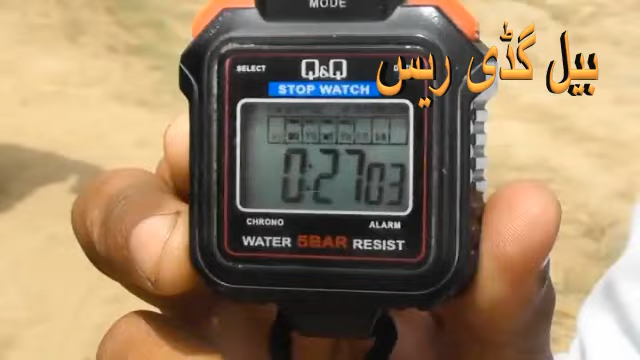 MODE
SELECT
Q&Q
STOP WATCH
بیل گڈی ریس
0:27 03
CHRONO
ALARM
WATER 5BAR RESIST